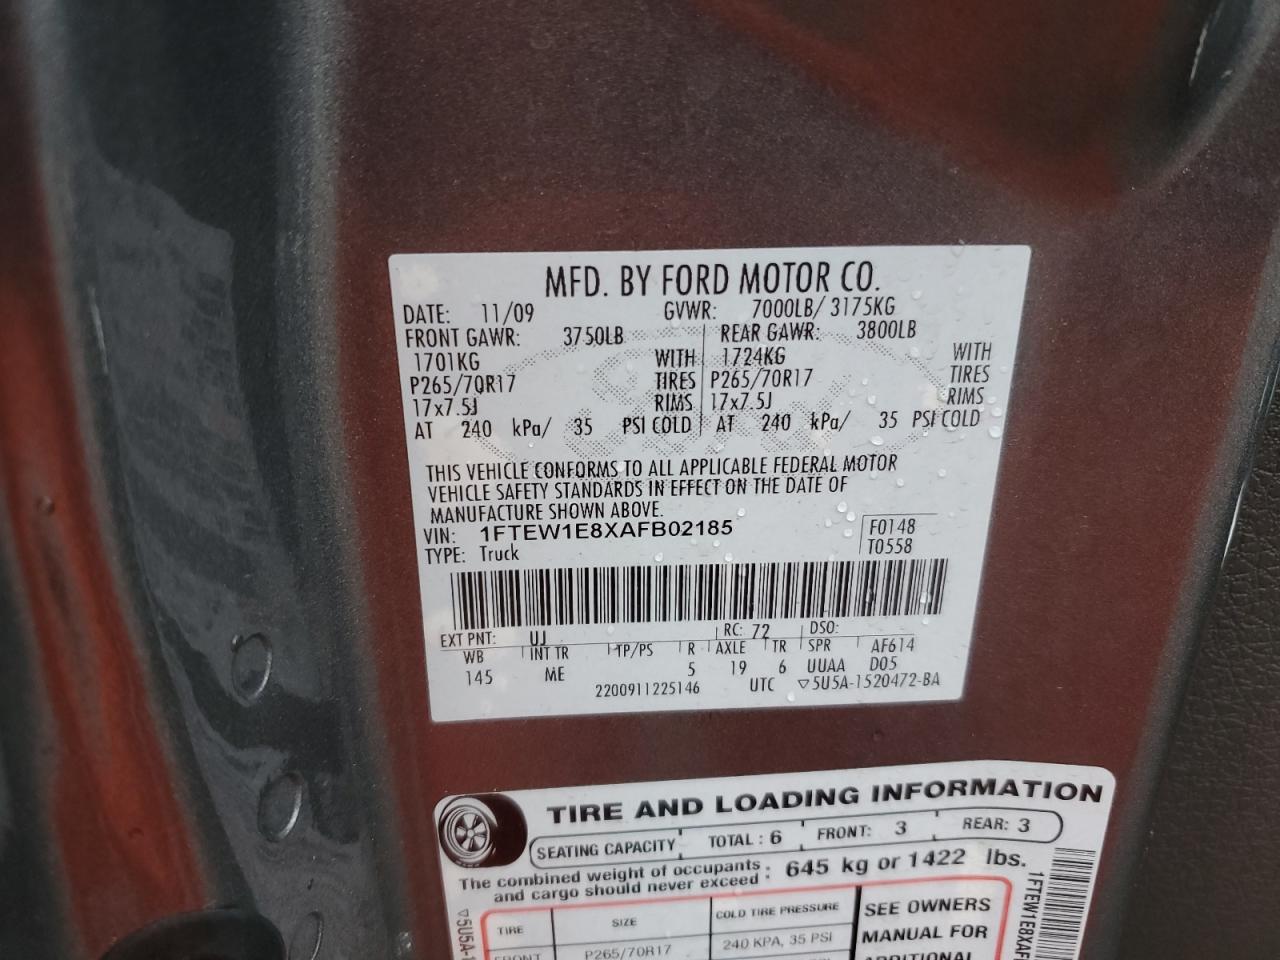 MFD. BY FORD MOTOR CO.
DATE: 11/09 GVWR: 7000LB/ 3175KG
FRONT GAWR: 3750LB REAR GAWR: 3800LB
1701KG WITH 1724KG WITH
P265/70R17 TIRES P265/70R17 TIRES
17x7.5J RIMS 17x7.5J RIMS
AT 240 kPa/ 35 PSI COLD AT 240 kPa/ 35 PSI COLD
THIS VEHICLE CONFORMS TO ALL APPLICABLE FEDERAL MOTOR
VEHICLE SAFETY STANDARDS IN EFFECT ON THE DATE OF
MANUFACTURE SHOWN ABOVE.
VIN: 1FTEW1E8XAFB02185 F0148
TYPE: Truck T0558
EXT PNT: UJ RC: 72 DSO:
WB INT TR TP/PS R AXLE TR SPR AF614
145 ME 5 19 6 UUAA D05
2200911225146 UTC ▽5U5A-1520472-BA
TIRE AND LOADING INFORMATION
SEATING CAPACITY TOTAL : 6 FRONT: 3 REAR: 3
The combined weight of occupants : 645 kg or 1422 lbs.
and cargo should never exceed
TIRE SIZE COLD TIRE PRESSURE SEE OWNERS
FRONT P265/70R17 240 KPA, 35 PSI MANUAL FOR
ADDITIONAL
▽5U5A-1
1FTEW1E8XAF